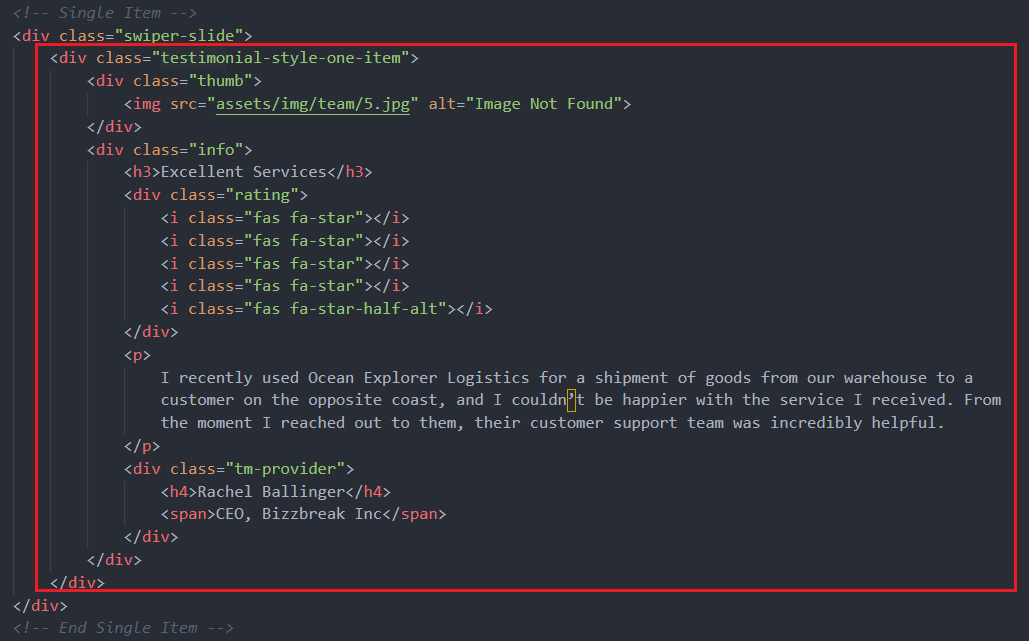 <!-- Single Item -->
<div class="swiper-slide">
<div class="testimonial-style-one-item">
<div class="thumb">
<img src="assets/img/team/5.jpg" alt="Image Not Found">
</div>
<div class="info">
<h3>Excellent Services</h3>
<div class="rating">
<i class="fas fa-star"></i>
<i class="fas fa-star"></i>
<i class="fas fa-star"></i>
<i class="fas fa-star"></i>
<i class="fas fa-star-half-alt"></i>
</div>
<p>
I recently used Ocean Explorer Logistics for a shipment of goods from our warehouse to a
customer on the opposite coast, and I couldn’t be happier with the service I received. From
the moment I reached out to them, their customer support team was incredibly helpful.
</p>
<div class="tm-provider">
<h4>Rachel Ballinger</h4>
<span>CEO, Bizzbreak Inc</span>
</div>
</div>
</div>
</div>
<!-- End Single Item -->